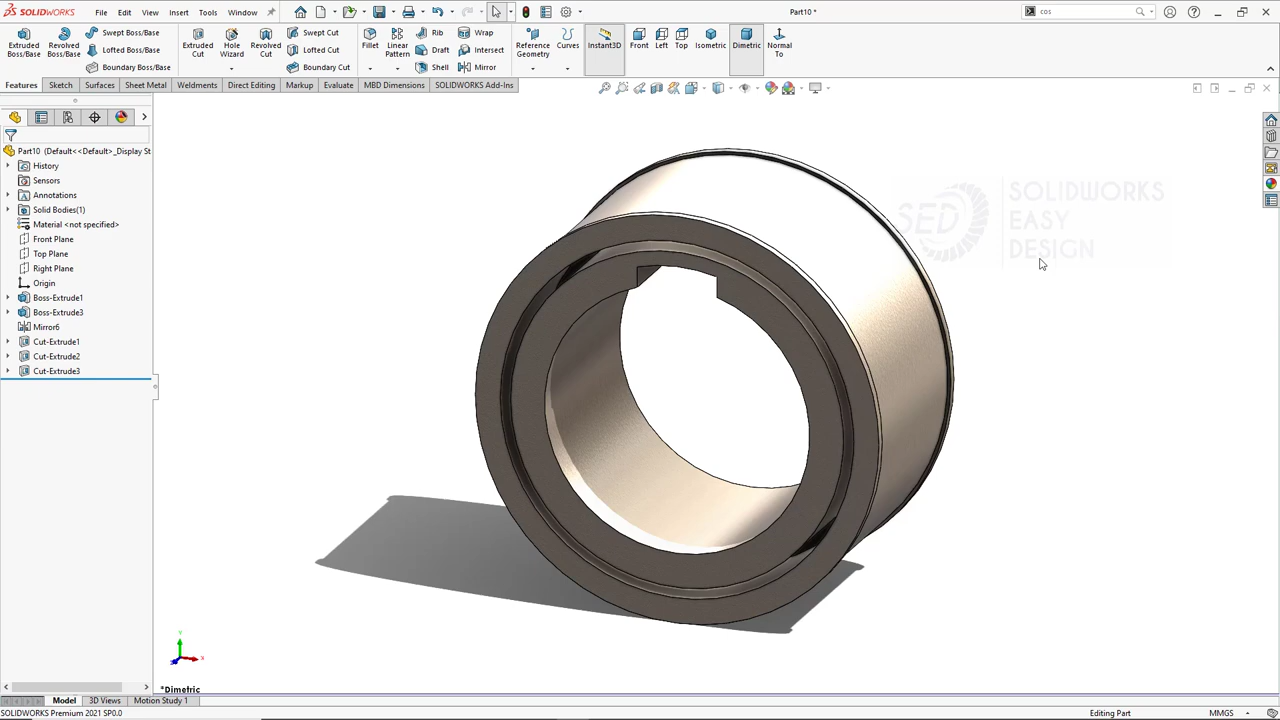 SOLIDWORKS File Edit View Insert Tools Window Part10 * cos
Extruded Boss/Base Revolved Boss/Base Swept Boss/Base Lofted Boss/Base Boundary Boss/Base Extruded Cut Hole Wizard Revolved Cut Swept Cut Lofted Cut Boundary Cut Fillet Linear Pattern Rib Draft Shell Wrap Intersect Mirror Reference Geometry Curves Instant3D Front Left Top Isometric Dimetric Normal To
Features Sketch Surfaces Sheet Metal Weldments Direct Editing Markup Evaluate MBD Dimensions SOLIDWORKS Add-Ins
Part10 (Default<<Default>_Display St
History
Sensors
Annotations
Solid Bodies(1)
Material <not specified>
Front Plane
Top Plane
Right Plane
Origin
Boss-Extrude1
Boss-Extrude3
Mirror6
Cut-Extrude1
Cut-Extrude2
Cut-Extrude3
SED
SOLIDWORKS
EASY
DESIGN
Y
X
Z
*Dimetric
Model 3D Views Motion Study 1
SOLIDWORKS Premium 2021 SP0.0 Editing Part MMGS